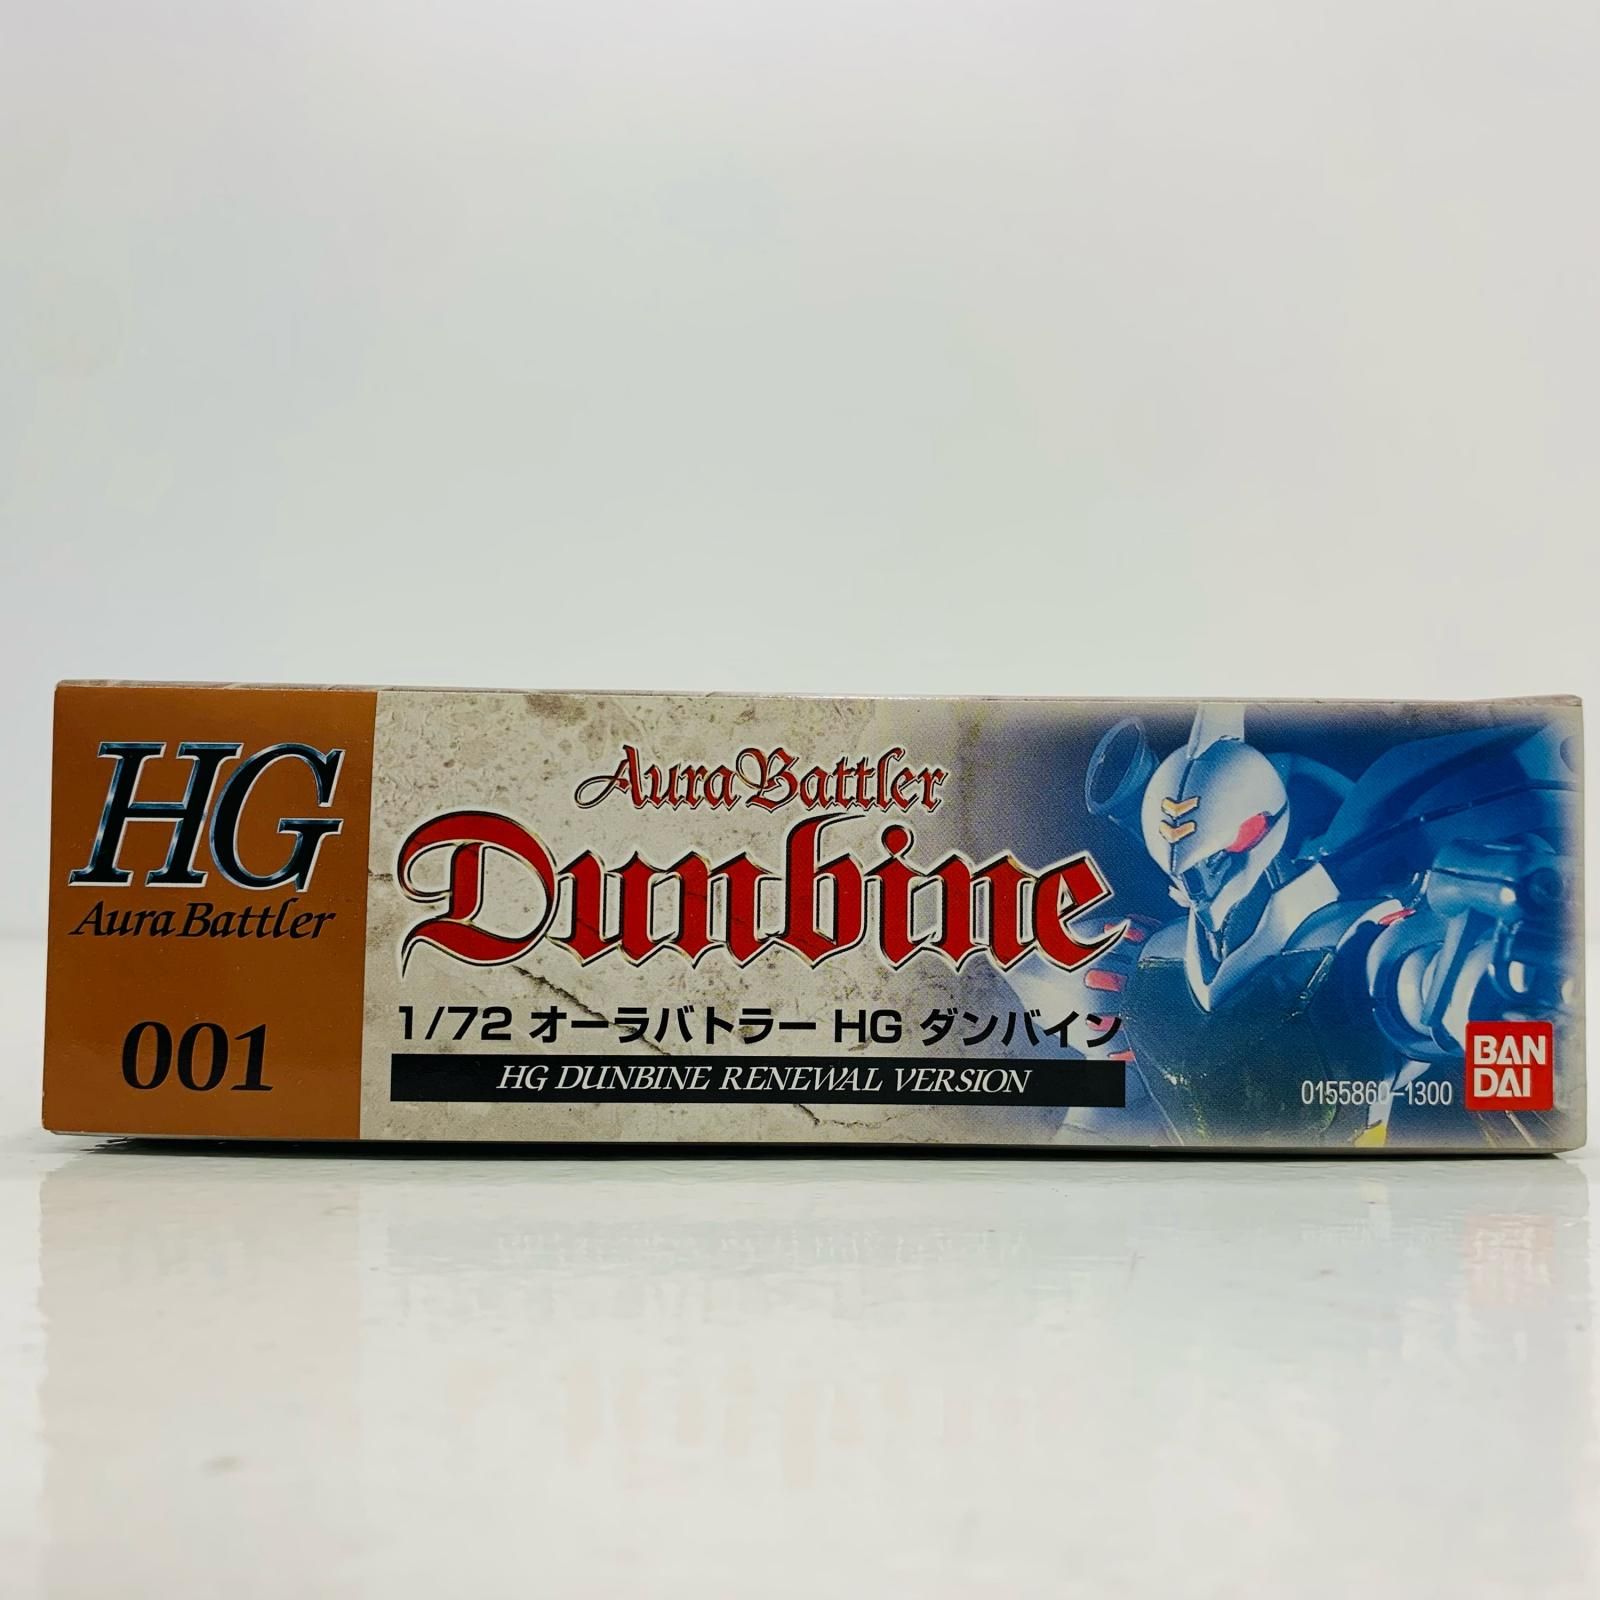 HG
Aura Battler
001
Aura Battler
Dunbine
1/72 オーラバトラー HG ダンバイン
HG DUNBINE RENEWAL VERSION
0155860-1300
BAN
DAI